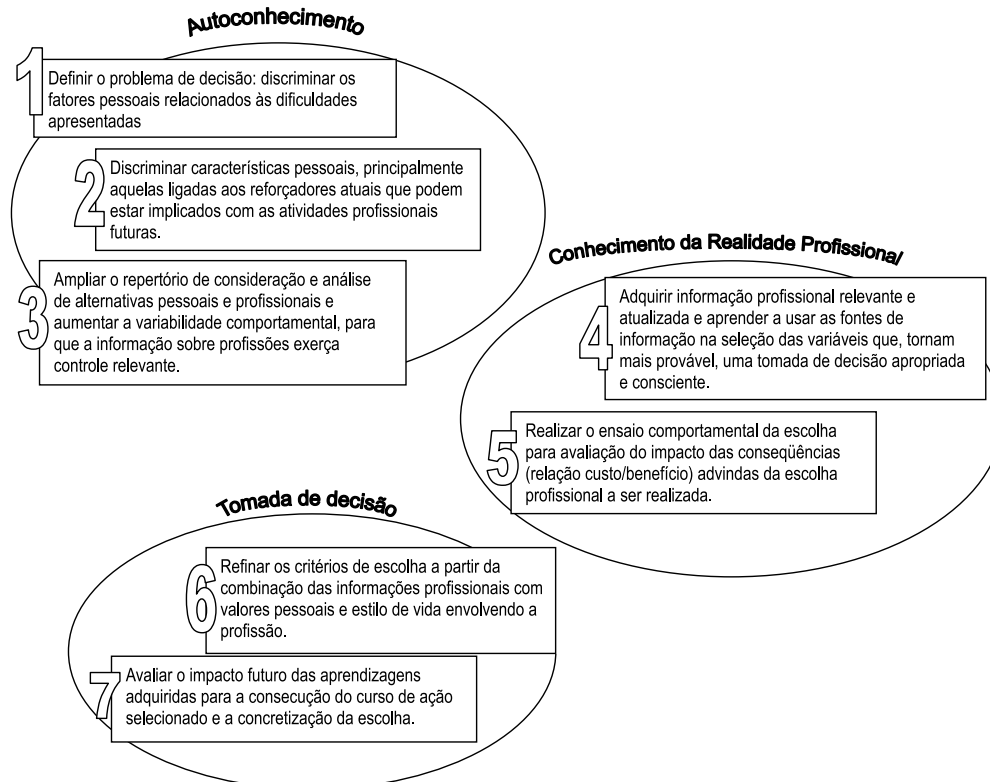 Autoconhecimento
1
Definir o problema de decisão: discriminar os
fatores pessoais relacionados às dificuldades
apresentadas
2
Discriminar características pessoais, principalmente
aquelas ligadas aos reforçadores atuais que podem
estar implicados com as atividades profissionais
futuras.
3
Ampliar o repertório de consideração e análise
de alternativas pessoais e profissionais e
aumentar a variabilidade comportamental, para
que a informação sobre profissões exerça
controle relevante.
Conhecimento da Realidade Profissional
4
Adquirir informação profissional relevante e
atualizada e aprender a usar as fontes de
informação na seleção das variáveis que, tornam
mais provável, uma tomada de decisão apropriada
e consciente.
5
Realizar o ensaio comportamental da escolha
para avaliação do impacto das conseqüências
(relação custo/benefício) advindas da escolha
profissional a ser realizada.
Tomada de decisão
6
Refinar os critérios de escolha a partir da
combinação das informações profissionais com
valores pessoais e estilo de vida envolvendo a
profissão.
7
Avaliar o impacto futuro das aprendizagens
adquiridas para a consecução do curso de ação
selecionado e a concretização da escolha.